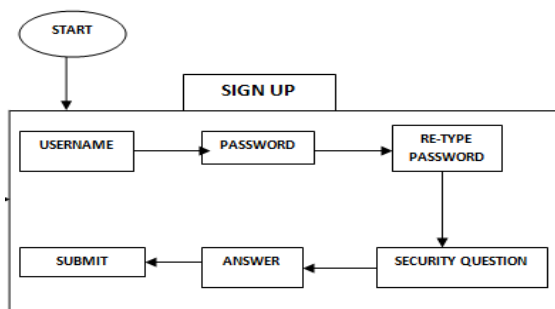 START
SIGN UP
USERNAME
PASSWORD
RE-TYPE
PASSWORD
SECURITY QUESTION
ANSWER
SUBMIT